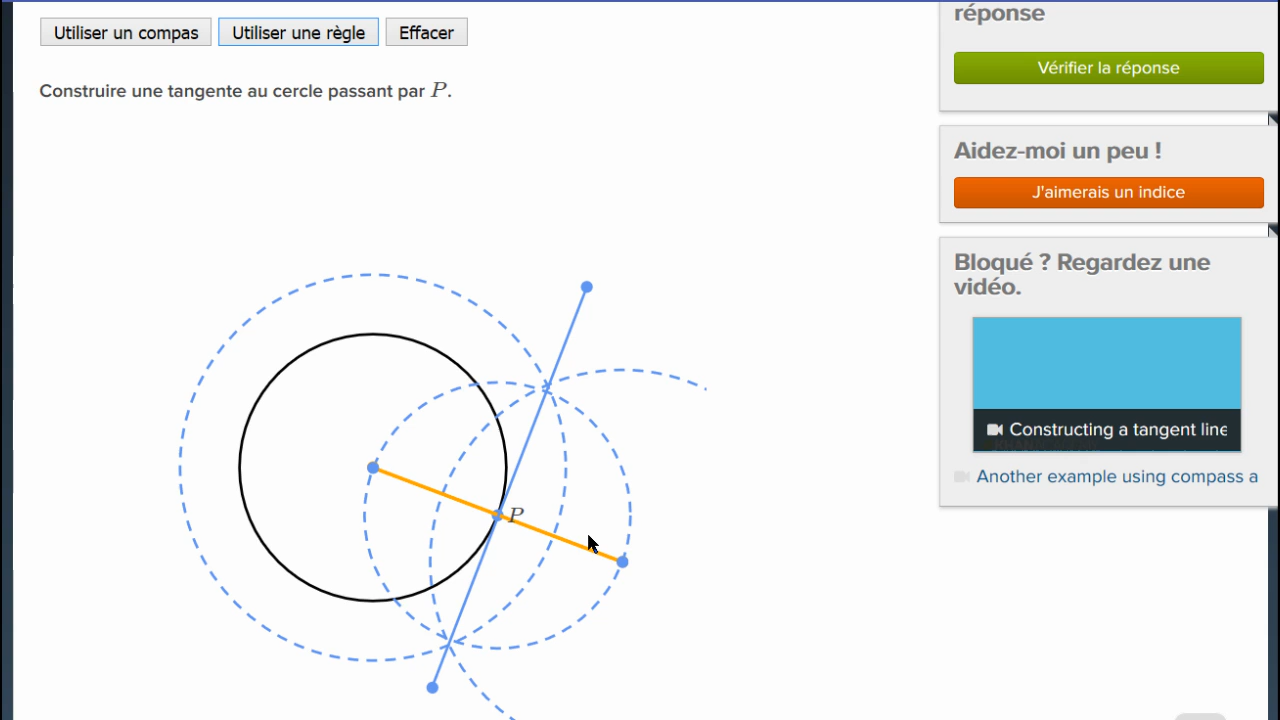 Utiliser un compas Utiliser une règle Effacer
Construire une tangente au cercle passant par P.
P
réponse
Vérifier la réponse
Aidez-moi un peu !
J'aimerais un indice
Bloqué ? Regardez une
vidéo.
Constructing a tangent line
Another example using compass a